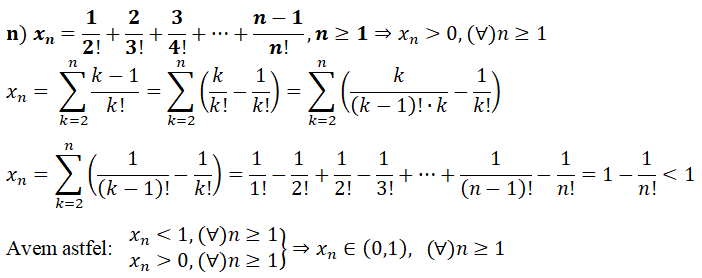 n) xₙ = 1/2! + 2/3! + 3/4! + ⋯ + (n − 1)/n! , n ≥ 1 ⇒ xₙ > 0, (∀)n ≥ 1
xₙ = ∑_{k=2}^{n} (k − 1)/k! = ∑_{k=2}^{n} (k/k! − 1/k!) = ∑_{k=2}^{n} (k/((k − 1)! · k) − 1/k!)
xₙ = ∑_{k=2}^{n} (1/(k − 1)! − 1/k!) = 1/1! − 1/2! + 1/2! − 1/3! + ⋯ + 1/(n − 1)! − 1/n! = 1 − 1/n! < 1
Avem astfel: xₙ < 1, (∀)n ≥ 1
xₙ > 0, (∀)n ≥ 1} ⇒ xₙ ∈ (0,1), (∀)n ≥ 1